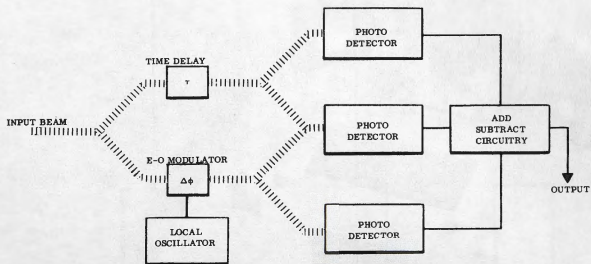 PHOTO
DETECTOR
TIME DELAY
τ
INPUT BEAM
PHOTO
DETECTOR
ADD
SUBTRACT
CIRCUITRY
E-O MODULATOR
Δϕ
OUTPUT
LOCAL
OSCILLATOR
PHOTO
DETECTOR